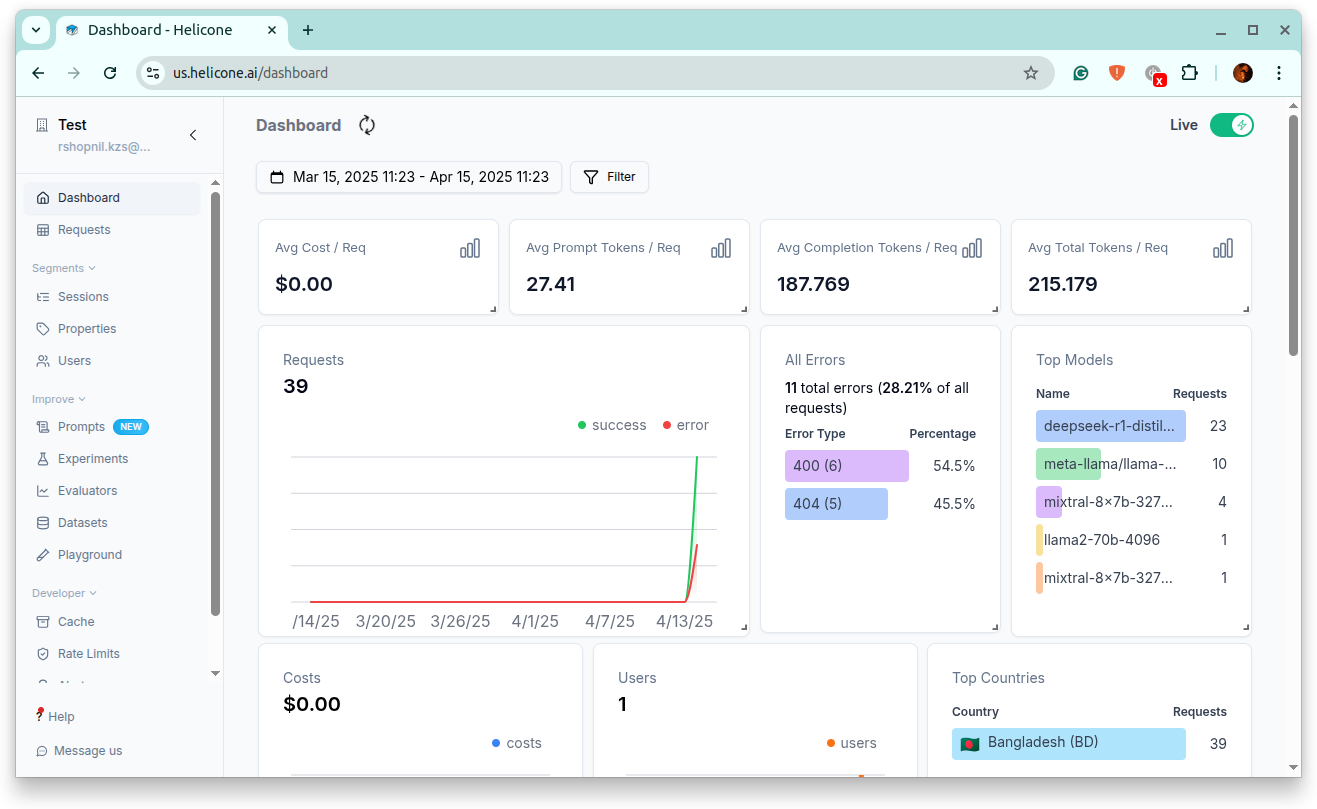 Dashboard - Helicone
us.helicone.ai/dashboard
x
Test
rshopnil.kzs@...
Dashboard
Requests
Segments
Sessions
Properties
Users
Improve
Prompts NEW
Experiments
Evaluators
Datasets
Playground
Developer
Cache
Rate Limits
Help
Message us
Dashboard
Live
Mar 15, 2025 11:23 - Apr 15, 2025 11:23
Filter
Avg Cost / Req
$0.00
Avg Prompt Tokens / Req
27.41
Avg Completion Tokens / Req
187.769
Avg Total Tokens / Req
215.179
Requests
39
success error
/14/25 3/20/25 3/26/25 4/1/25 4/7/25 4/13/25
All Errors
11 total errors (28.21% of all
requests)
Error Type Percentage
400 (6) 54.5%
404 (5) 45.5%
Top Models
Name Requests
deepseek-r1-distil... 23
meta-llama/llama-... 10
mixtral-8x7b-327... 4
llama2-70b-4096 1
mixtral-8x7b-327... 1
Costs
$0.00
costs
Users
1
users
Top Countries
Country Requests
Bangladesh (BD) 39